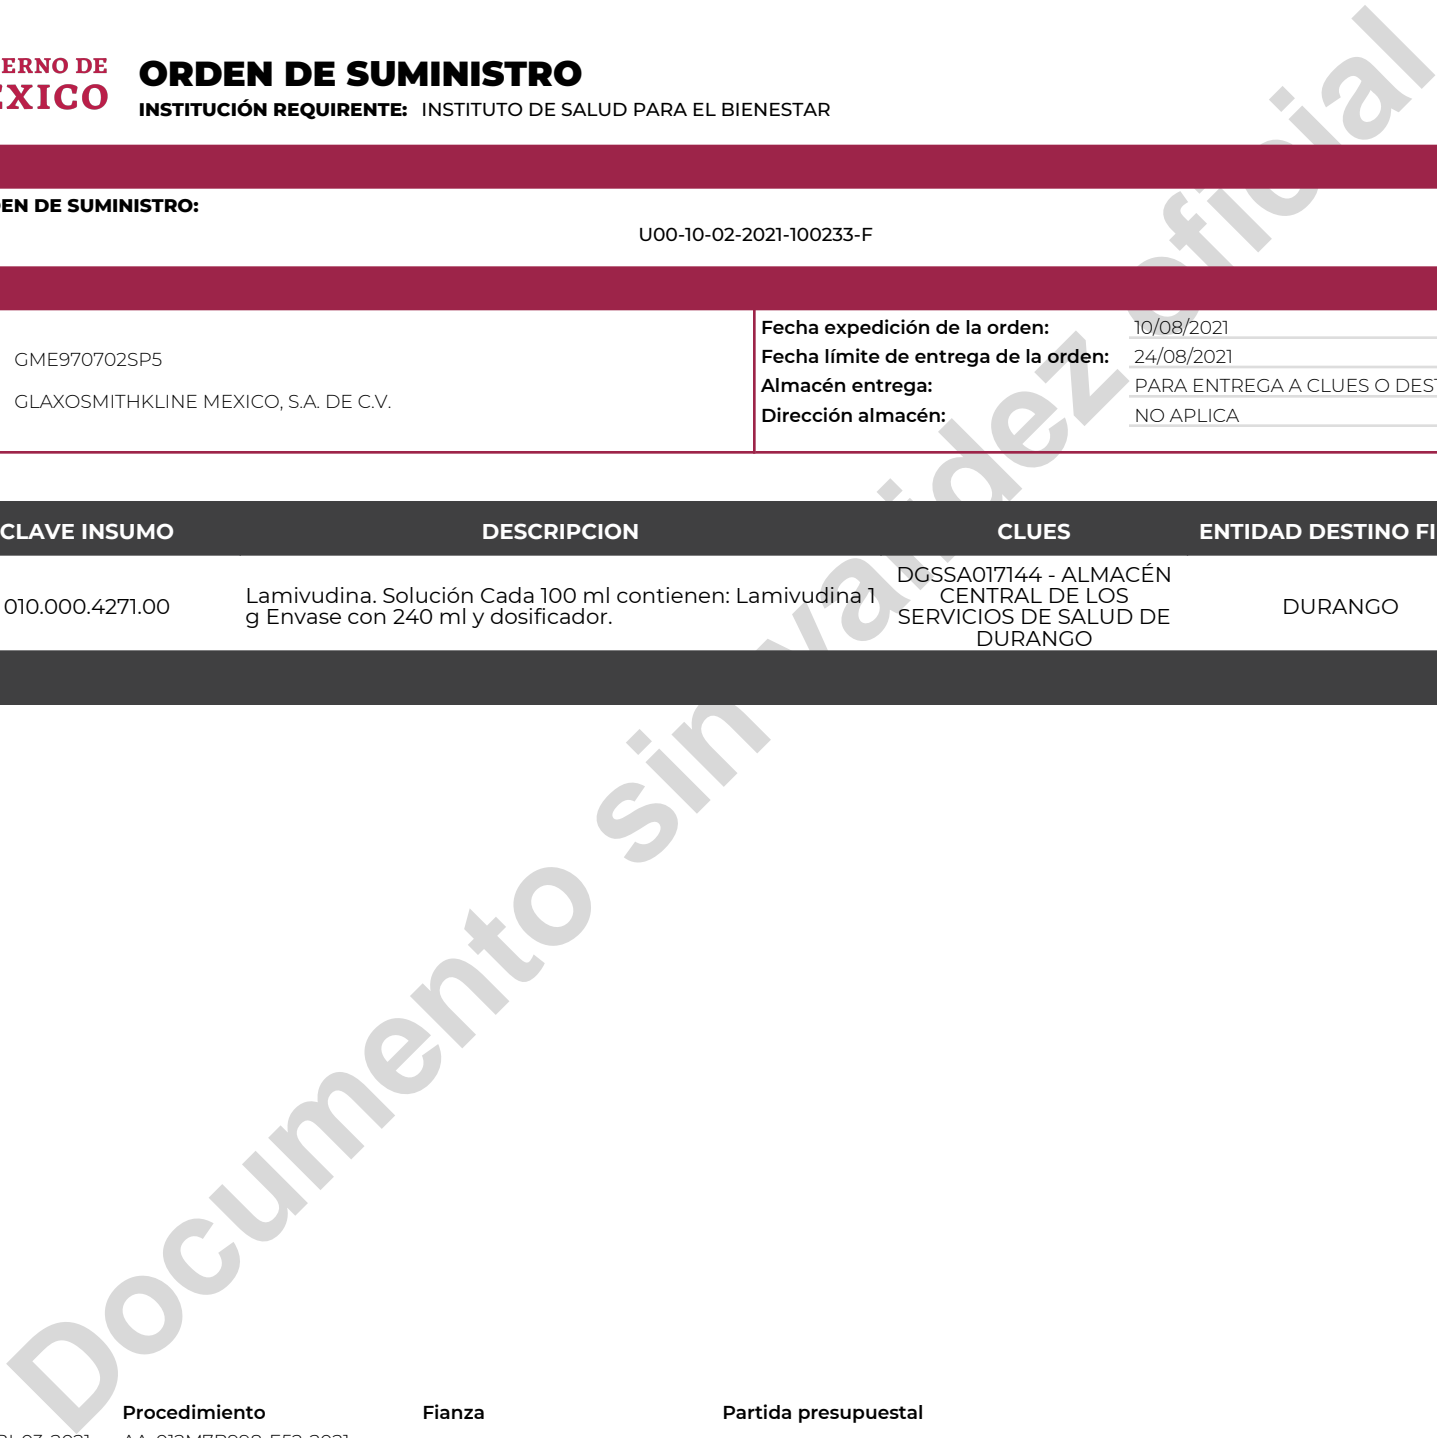 ERNO DE
EXICO
ORDEN DE SUMINISTRO
INSTITUCIÓN REQUIRENTE: INSTITUTO DE SALUD PARA EL BIENESTAR
EN DE SUMINISTRO:
U00-10-02-2021-100233-F
GME970702SP5
GLAXOSMITHKLINE MEXICO, S.A. DE C.V.
Fecha expedición de la orden: 10/08/2021
Fecha límite de entrega de la orden: 24/08/2021
Almacén entrega: PARA ENTREGA A CLUES O DEST
Dirección almacén: NO APLICA
CLAVE INSUMO DESCRIPCION CLUES ENTIDAD DESTINO FI
010.000.4271.00
Lamivudina. Solución Cada 100 ml contienen: Lamivudina 1
g Envase con 240 ml y dosificador.
DGSSA017144 - ALMACÉN
CENTRAL DE LOS
SERVICIOS DE SALUD DE
DURANGO
DURANGO
Documento sin validez oficial
Procedimiento Fianza Partida presupuestal